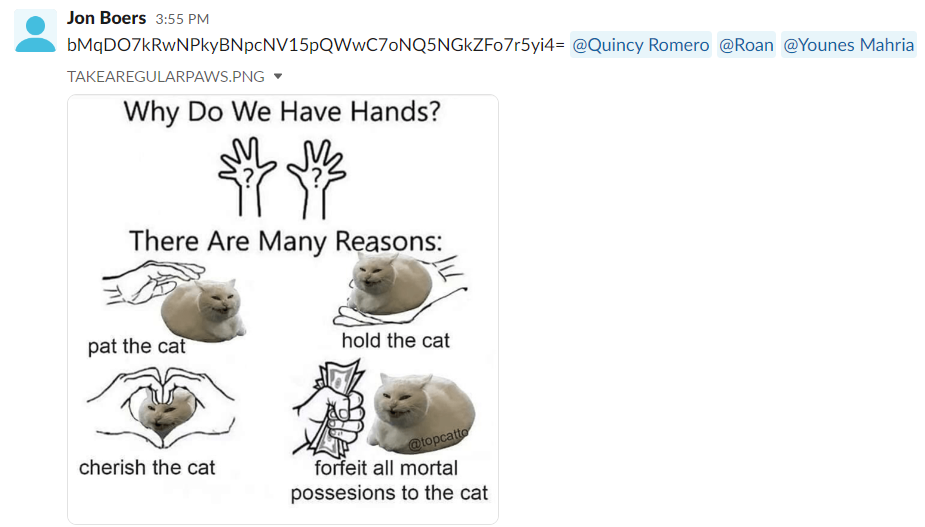 Jon Boers 3:55 PM
bMqDO7kRwNPkyBNpcNV15pQWwC7oNQ5NGkZFo7r5yi4= @Quincy Romero @Roan @Younes Mahria
TAKEAREGULARPAWS.PNG
Why Do We Have Hands?
? ?
There Are Many Reasons:
pat the cat
hold the cat
cherish the cat
@topcatto
forfeit all mortal
possesions to the cat